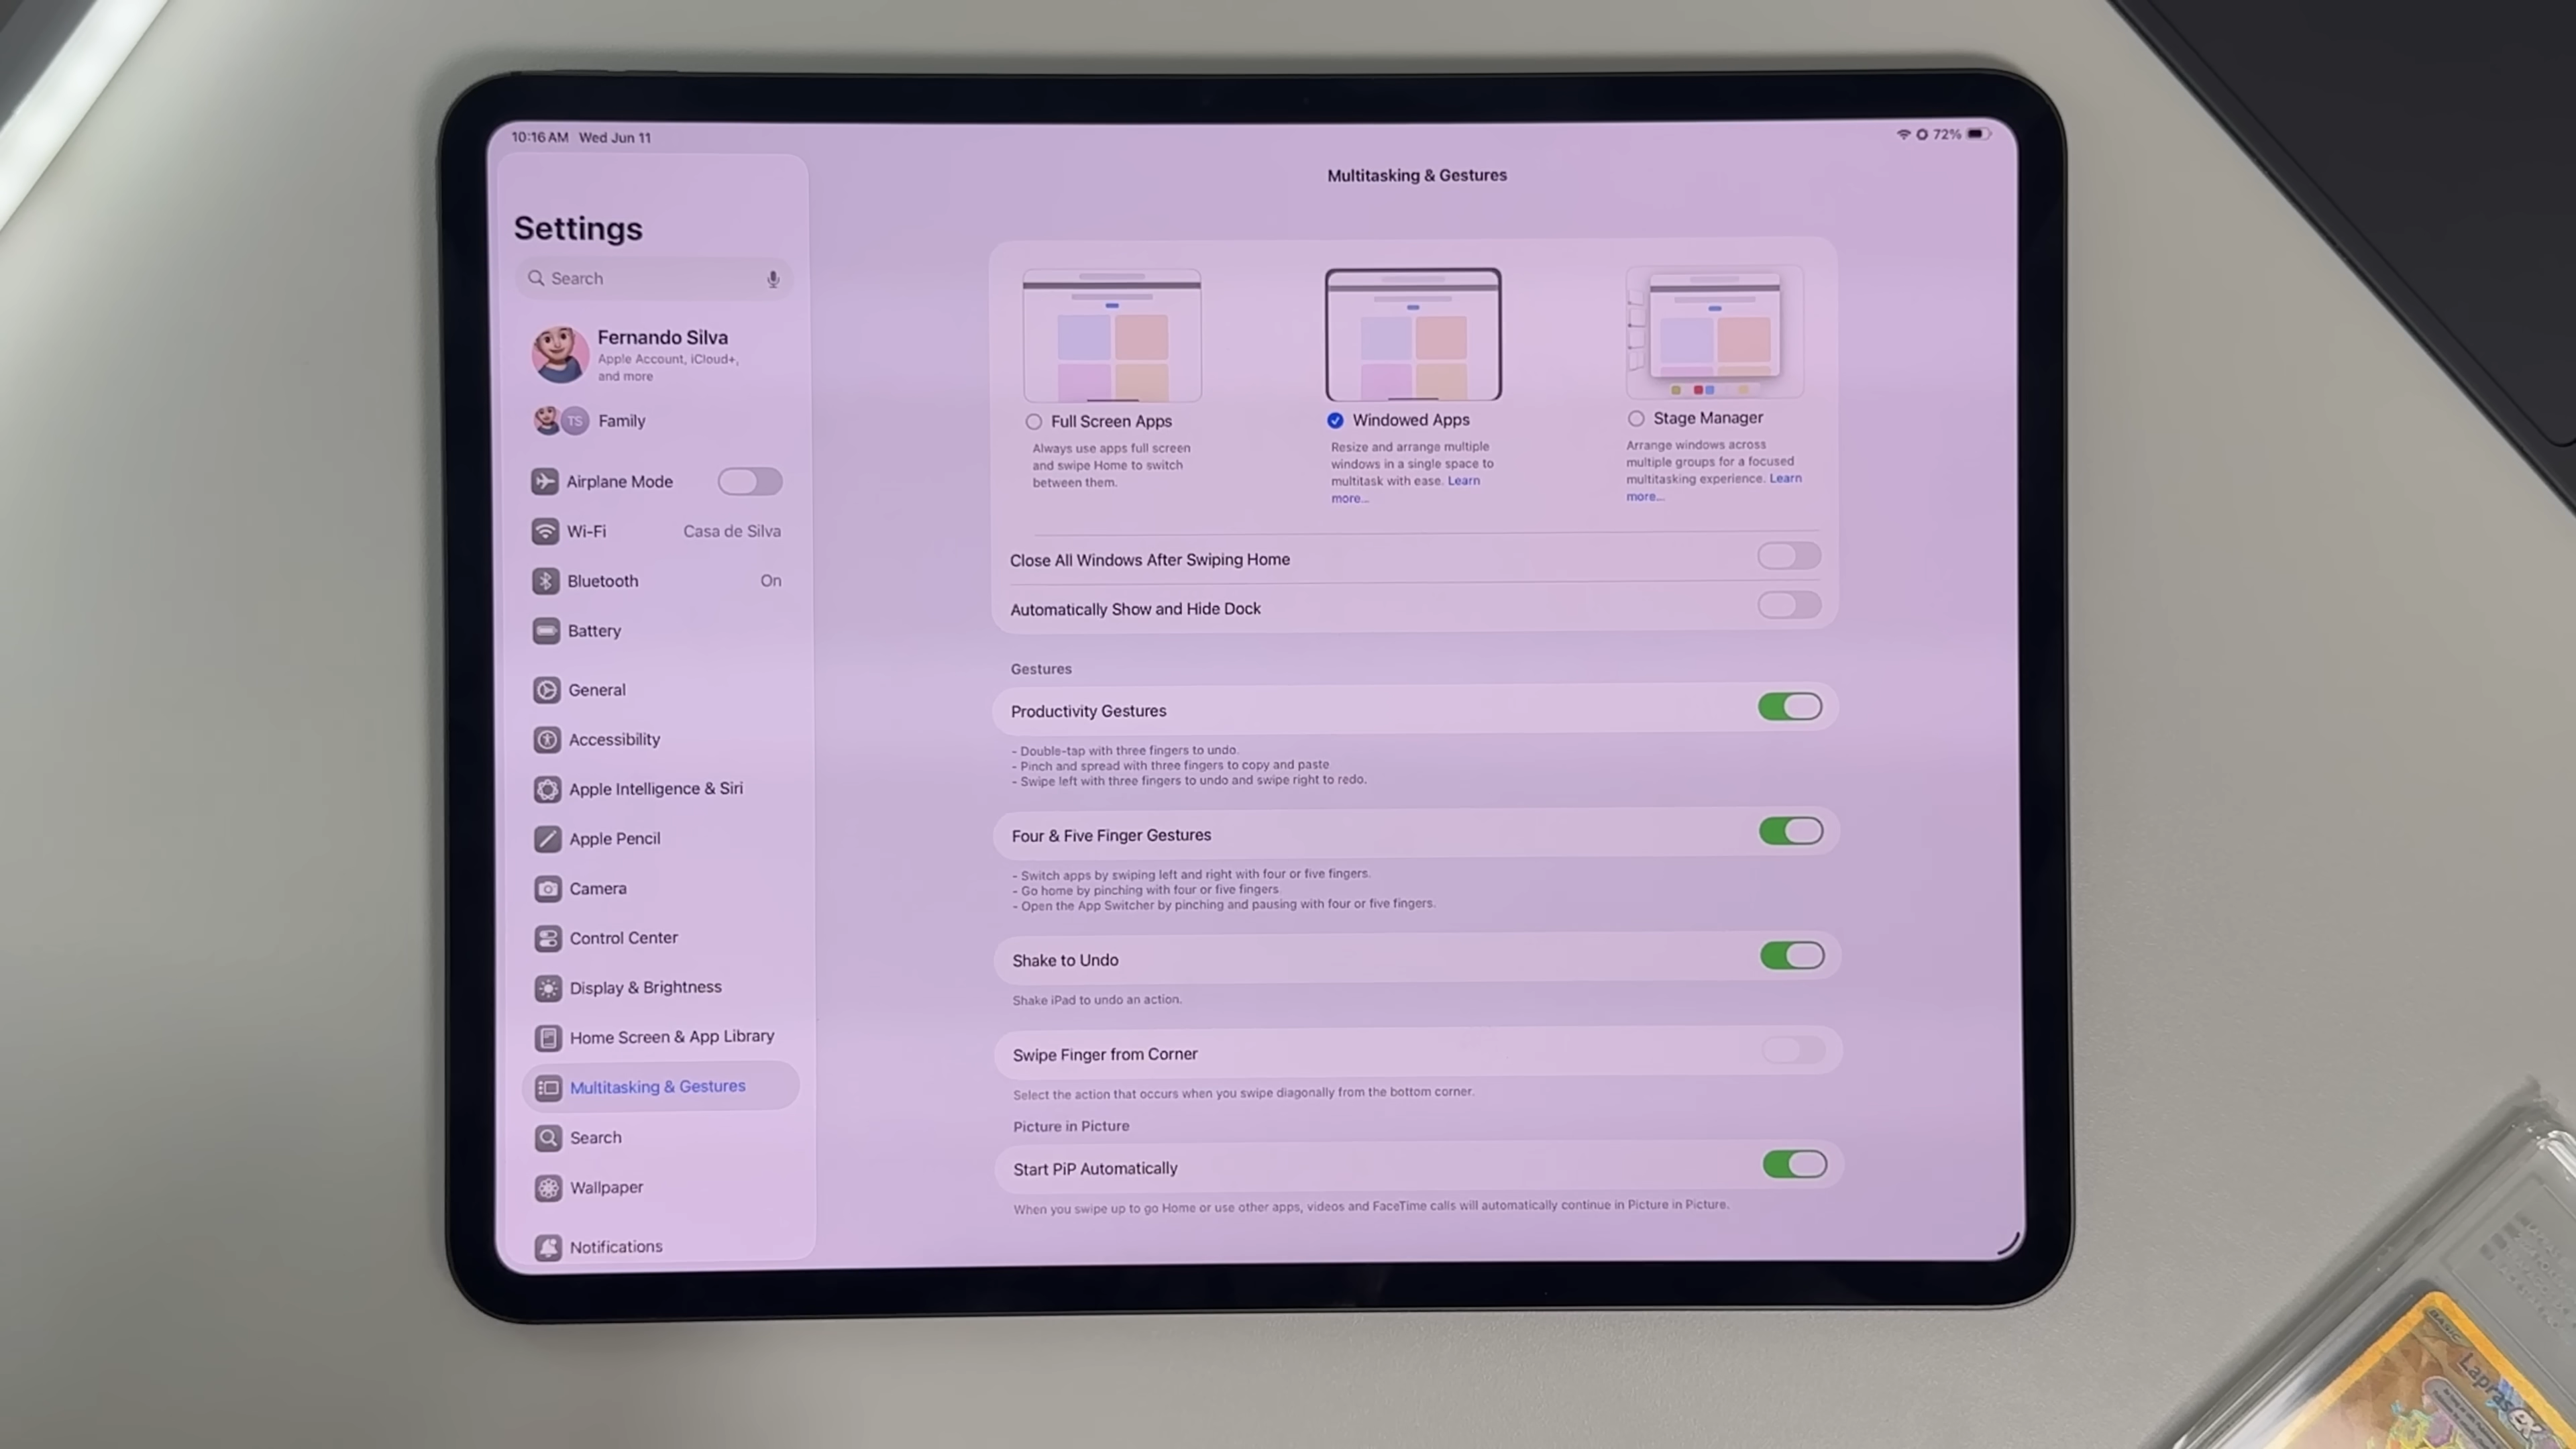 10:16 AM Wed Jun 11
72%
Settings
Search
Fernando Silva
Apple Account, iCloud+,
and more
TS
Family
Airplane Mode
Wi-Fi
Casa de Silva
Bluetooth
On
Battery
General
Accessibility
Apple Intelligence & Siri
Apple Pencil
Camera
Control Center
Display & Brightness
Home Screen & App Library
Multitasking & Gestures
Search
Wallpaper
Notifications
Multitasking & Gestures
Full Screen Apps
Always use apps full screen
and swipe Home to switch
between them.
Windowed Apps
Resize and arrange multiple
windows in a single space to
multitask with ease. Learn
more...
Stage Manager
Arrange windows across
multiple groups for a focused
multitasking experience. Learn
more...
Close All Windows After Swiping Home
Automatically Show and Hide Dock
Gestures
Productivity Gestures
- Double-tap with three fingers to undo.
- Pinch and spread with three fingers to copy and paste
- Swipe left with three fingers to undo and swipe right to redo.
Four & Five Finger Gestures
- Switch apps by swiping left and right with four or five fingers.
- Go home by pinching with four or five fingers
- Open the App Switcher by pinching and pausing with four or five fingers.
Shake to Undo
Shake iPad to undo an action.
Swipe Finger from Corner
Select the action that occurs when you swipe diagonally from the bottom corner.
Picture in Picture
Start PiP Automatically
When you swipe up to go Home or use other apps, videos and FaceTime calls will automatically continue in Picture in Picture.
BASIC
Lapras ex